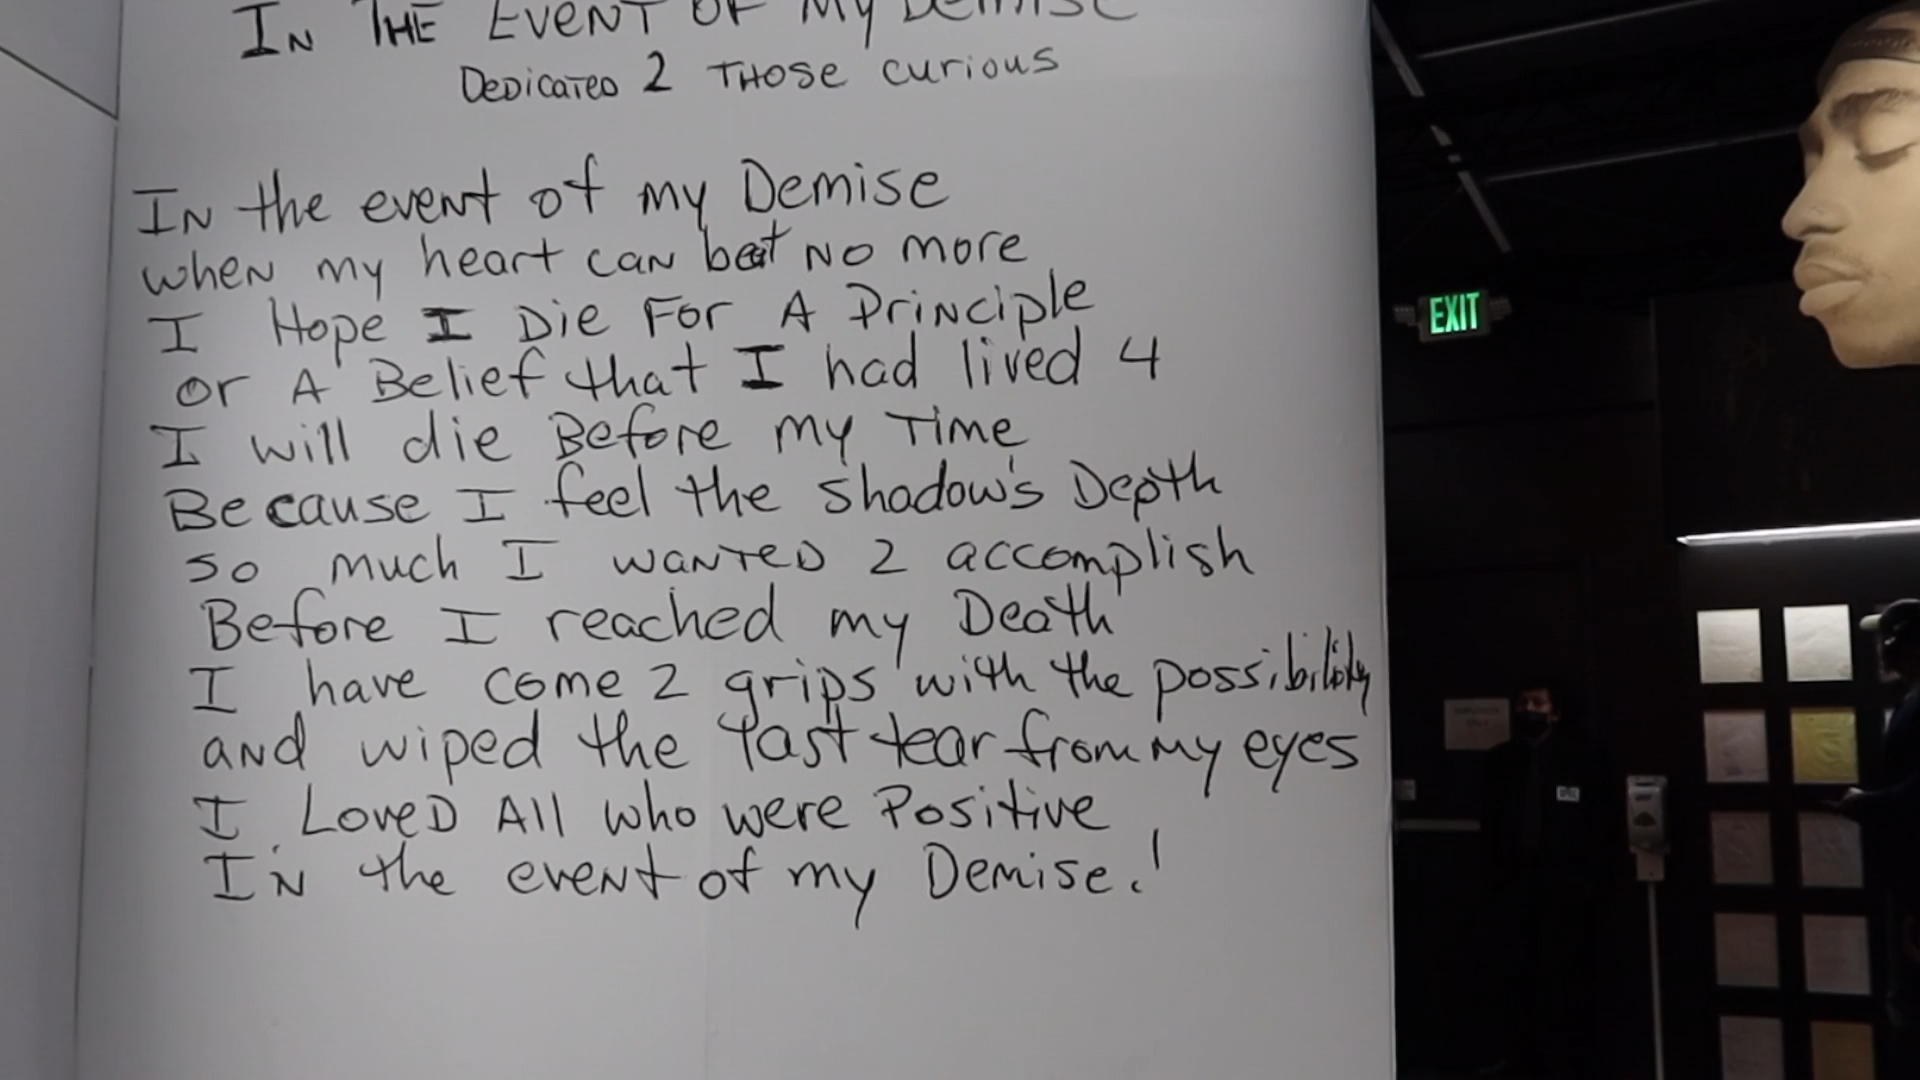 IN THE EVENT OF MY DEMISE
DeDicaTeD 2 THOSe curious
IN the event of my Demise
when my heart can beat No more
I Hope I Die For A Principle
or A Belief that I had lived 4
I will die Before my Time
Because I feel the shadow's Depth
so much I wanTeD 2 accomplish
Before I reached my Death
I have come 2 grips with the possibility
and wiped the last tear from my eyes
I LoveD All who were Positive
IN the event of my Demise!
EXIT